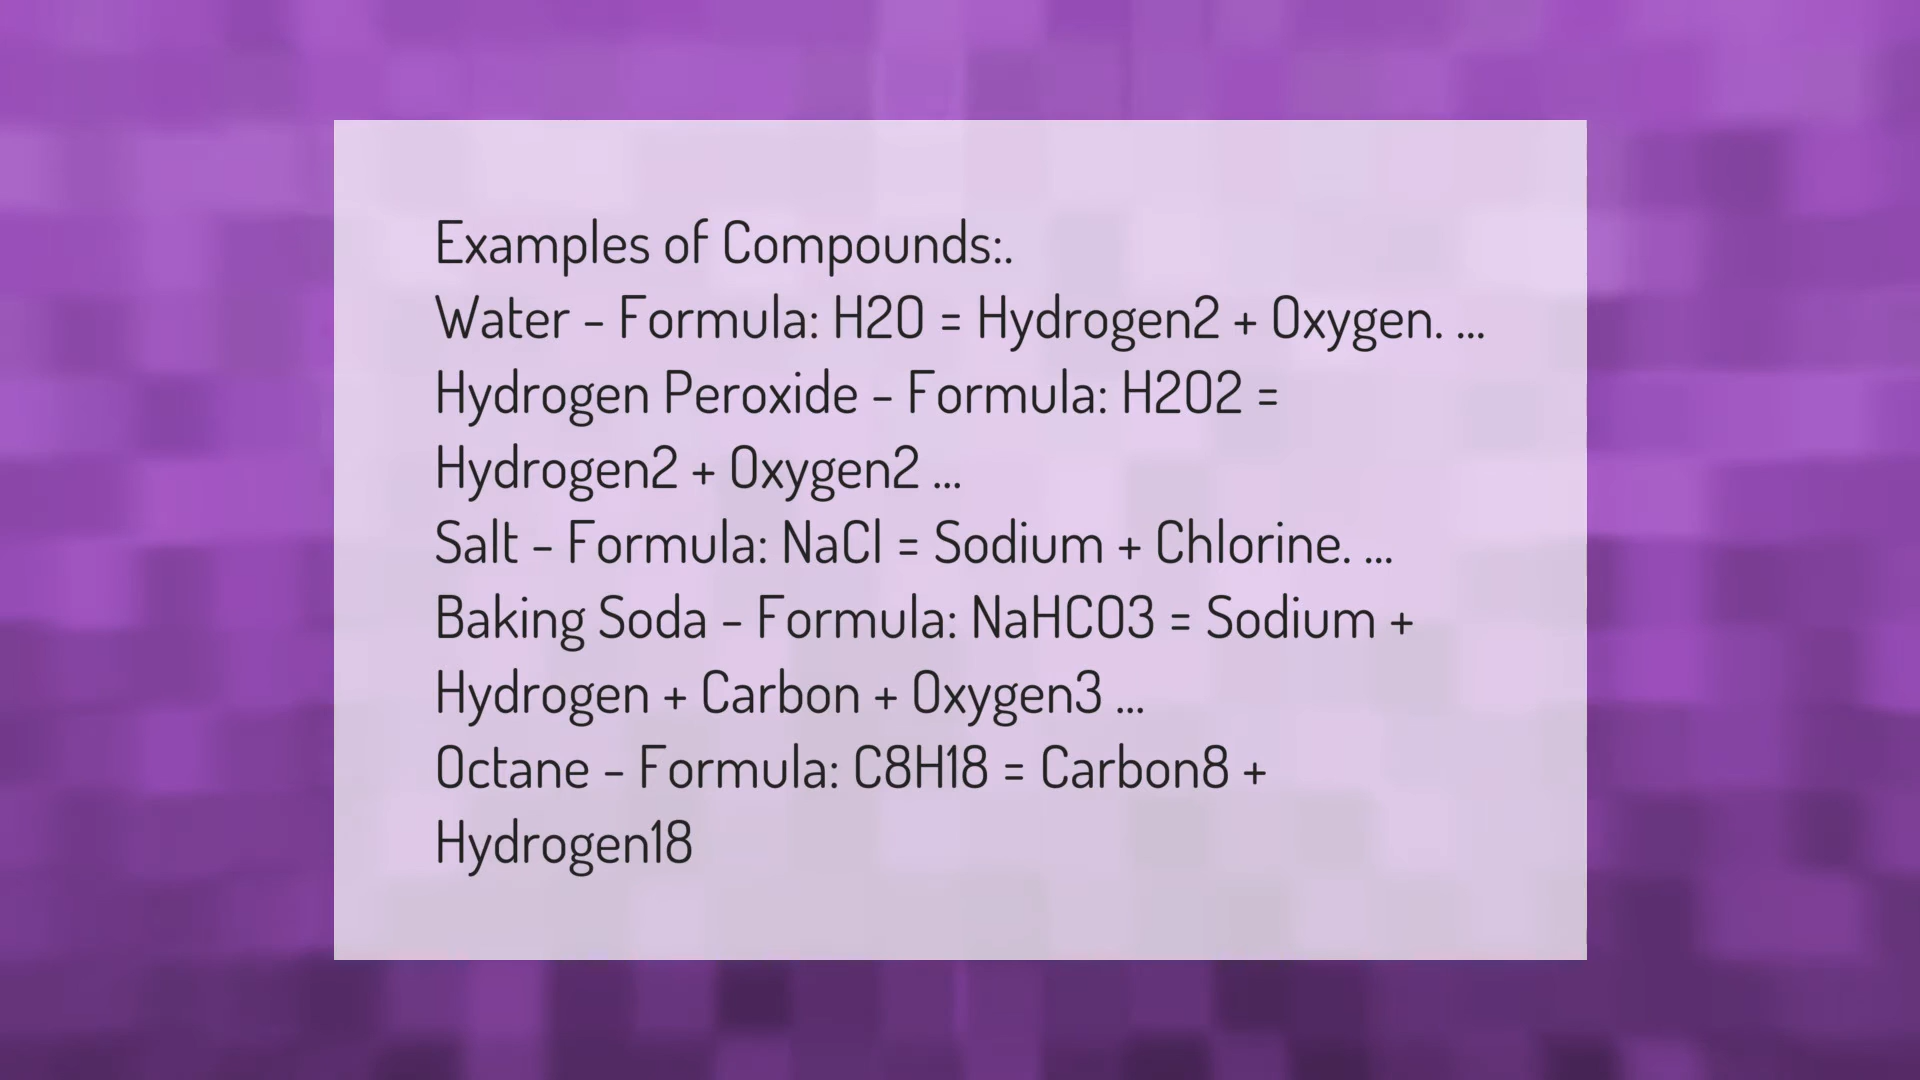 Examples of Compounds:.
Water – Formula: H2O = Hydrogen2 + Oxygen. ...
Hydrogen Peroxide – Formula: H2O2 =
Hydrogen2 + Oxygen2 ...
Salt – Formula: NaCl = Sodium + Chlorine. ...
Baking Soda – Formula: NaHCO3 = Sodium +
Hydrogen + Carbon + Oxygen3 ...
Octane – Formula: C8H18 = Carbon8 +
Hydrogen18